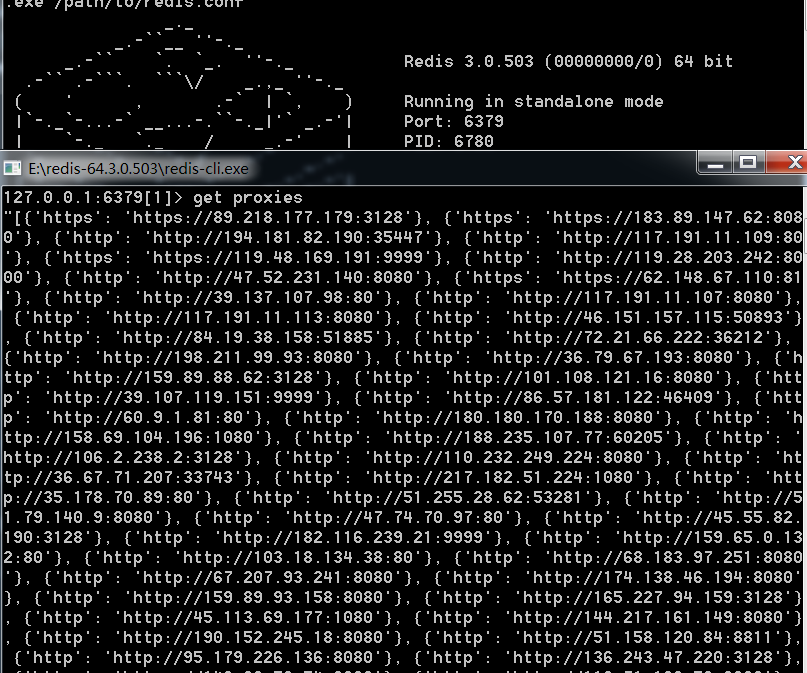 .exe /path/to/redis.conf
Redis 3.0.503 (00000000/0) 64 bit
Running in standalone mode
Port: 6379
PID: 6780
E:\redis-64.3.0.503\redis-cli.exe
127.0.0.1:6379[1]> get proxies
"[{'https': 'https://89.218.177.179:3128'}, {'https': 'https://183.89.147.62:808
0'}, {'http': 'http://194.181.82.190:35447'}, {'http': 'http://117.191.11.109:80
'}, {'https': 'https://119.48.169.191:9999'}, {'http': 'http://119.28.203.242:80
00'}, {'http': 'http://47.52.231.140:8080'}, {'https': 'https://62.148.67.110:81
'}, {'http': 'http://39.137.107.98:80'}, {'http': 'http://117.191.11.107:8080'},
 {'http': 'http://117.191.11.113:8080'}, {'http': 'http://46.151.157.115:50893'}
, {'http': 'http://84.19.38.158:51885'}, {'http': 'http://72.21.66.222:36212'},
{'http': 'http://198.211.99.93:8080'}, {'http': 'http://36.79.67.193:8080'}, {'h
ttp': 'http://159.89.88.62:3128'}, {'http': 'http://101.108.121.16:8080'}, {'htt
p': 'http://39.107.119.151:9999'}, {'http': 'http://86.57.181.122:46409'}, {'htt
p': 'http://60.9.1.81:80'}, {'http': 'http://180.180.170.188:8080'}, {'http': 'h
ttp://158.69.104.196:1080'}, {'http': 'http://188.235.107.77:60205'}, {'http': '
http://106.2.238.2:3128'}, {'http': 'http://110.232.249.224:8080'}, {'http': 'ht
tp://36.67.71.207:33743'}, {'http': 'http://217.182.51.224:1080'}, {'http': 'htt
p://35.178.70.89:80'}, {'http': 'http://51.255.28.62:53281'}, {'http': 'http://5
1.79.140.9:8080'}, {'http': 'http://47.74.70.97:80'}, {'http': 'http://45.55.82.
190:3128'}, {'http': 'http://182.116.239.21:9999'}, {'http': 'http://159.65.0.13
2:80'}, {'http': 'http://103.18.134.38:80'}, {'http': 'http://68.183.97.251:8080
'}, {'http': 'http://67.207.93.241:8080'}, {'http': 'http://174.138.46.194:8080'
}, {'http': 'http://159.89.93.158:8080'}, {'http': 'http://165.227.94.159:3128'}
, {'http': 'http://45.113.69.177:1080'}, {'http': 'http://144.217.161.149:8080'}
, {'http': 'http://190.152.245.18:8080'}, {'http': 'http://51.158.120.84:8811'},
 {'http': 'http://95.179.226.136:8080'}, {'http': 'http://136.243.47.220:3128'},